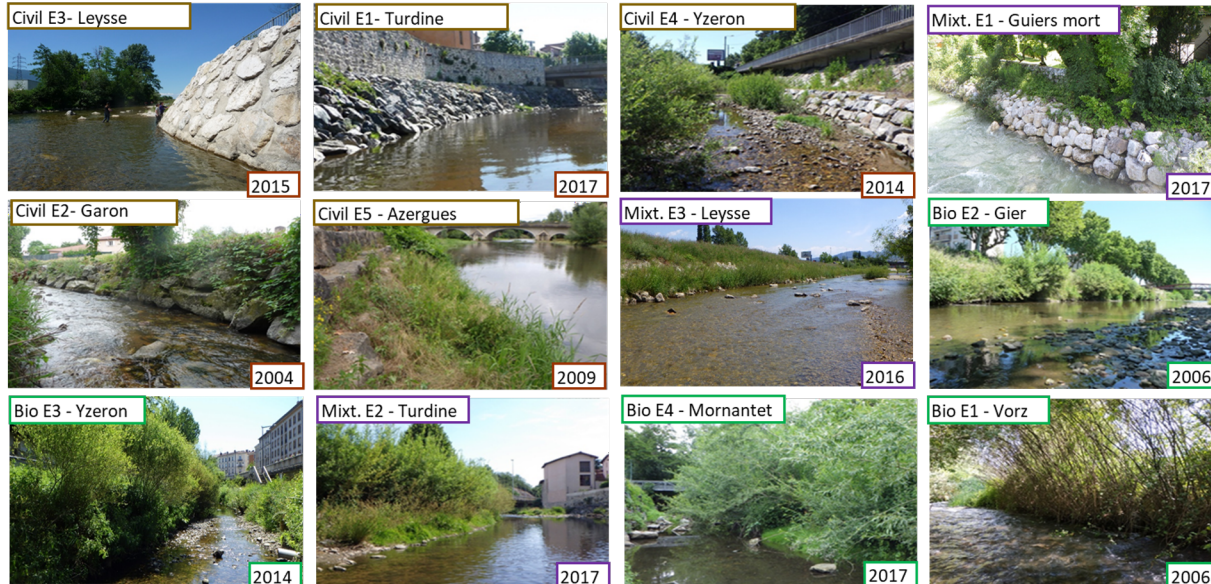 Civil E3- Leysse
2015
Civil E1- Turdine
2017
Civil E4 - Yzeron
2014
Mixt. E1 - Guiers mort
2017
Civil E2- Garon
2004
Civil E5 - Azergues
2009
Mixt. E3 - Leysse
2016
Bio E2 - Gier
2006
Bio E3 - Yzeron
2014
Mixt. E2 - Turdine
2017
Bio E4 - Mornantet
2017
Bio E1 - Vorz
2006